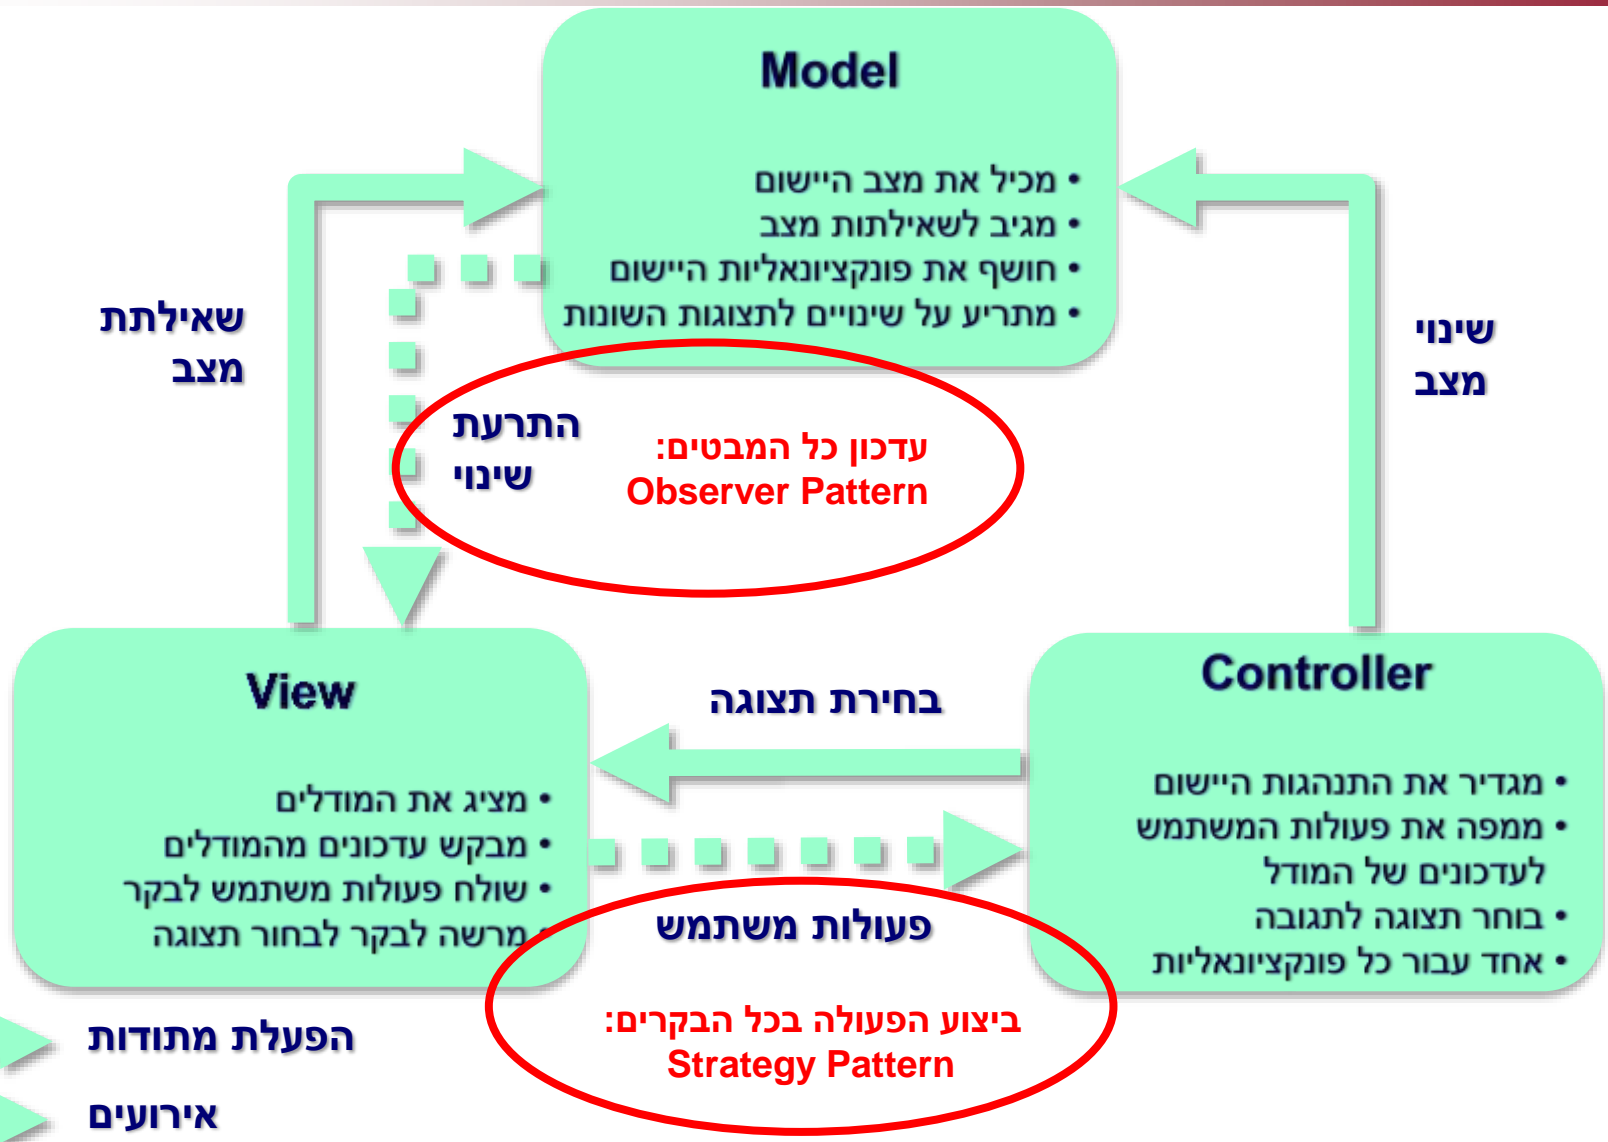 Model
• מכיל את מצב היישום
• מגיב לשאילתות מצב
• חושף את פונקציונאליות היישום
• מתריע על שינויים לתצוגות השונות
שאילתת
מצב
שינוי
מצב
התרעת
שינוי
עדכון כל המבטים:
Observer Pattern
View
• מציג את המודלים
• מבקש עדכונים מהמודלים
• שולח פעולות משתמש לבקר
• מרשה לבקר לבחור תצוגה
בחירת תצוגה
פעולות משתמש
Controller
• מגדיר את התנהגות היישום
• ממפה את פעולות המשתמש
לעדכונים של המודל
• בוחר תצוגה לתגובה
• אחד עבור כל פונקציונאליות
ביצוע הפעולה בכל הבקרים:
Strategy Pattern
הפעלת מתודות
אירועים